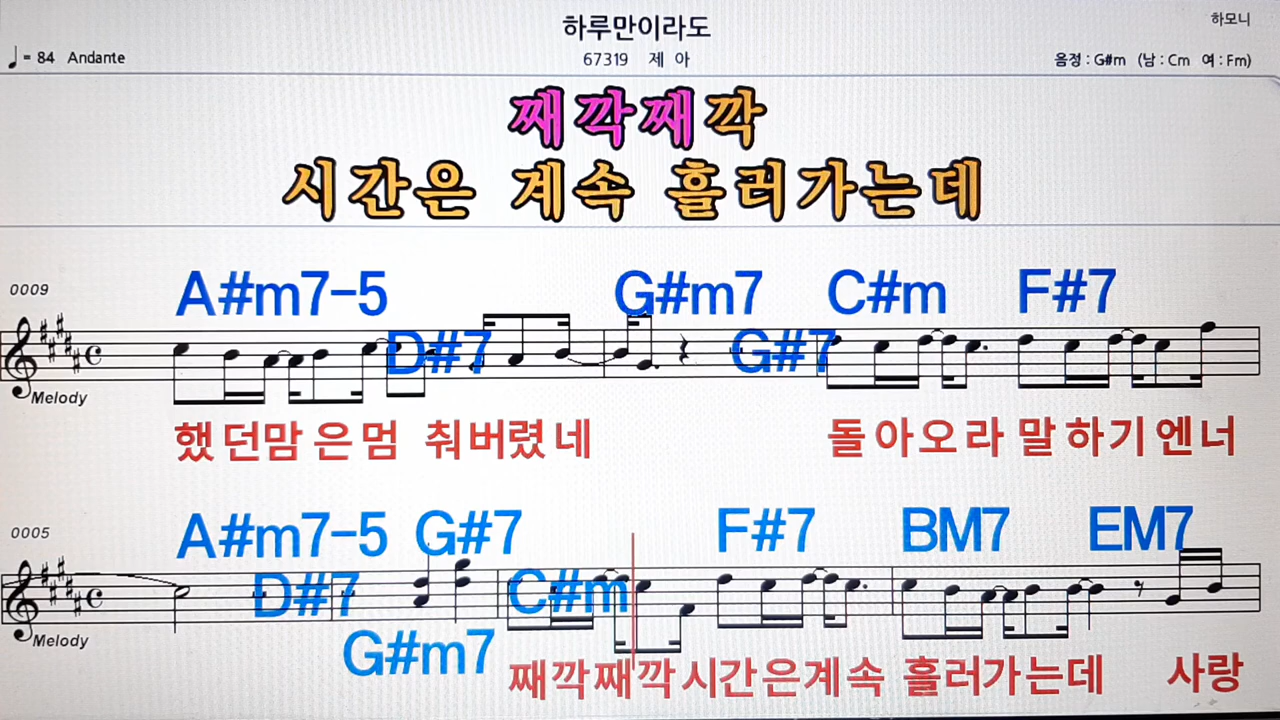 하루만이라도
하모니
♩= 84 Andante
67319 제 아
음정 : G#m (남 : Cm 여 : Fm)
째깍째깍
시간은 계속 흘러가는데
0009
A#m7-5 D#7 G#m7 G#7 C#m F#7
Melody
했던맘 은멈 춰버렸네 돌아오라 말하기엔너
0005
A#m7-5 D#7 G#7 G#m7 C#m F#7 BM7 EM7
Melody
째깍째깍시간은계속 흘러가는데 사랑